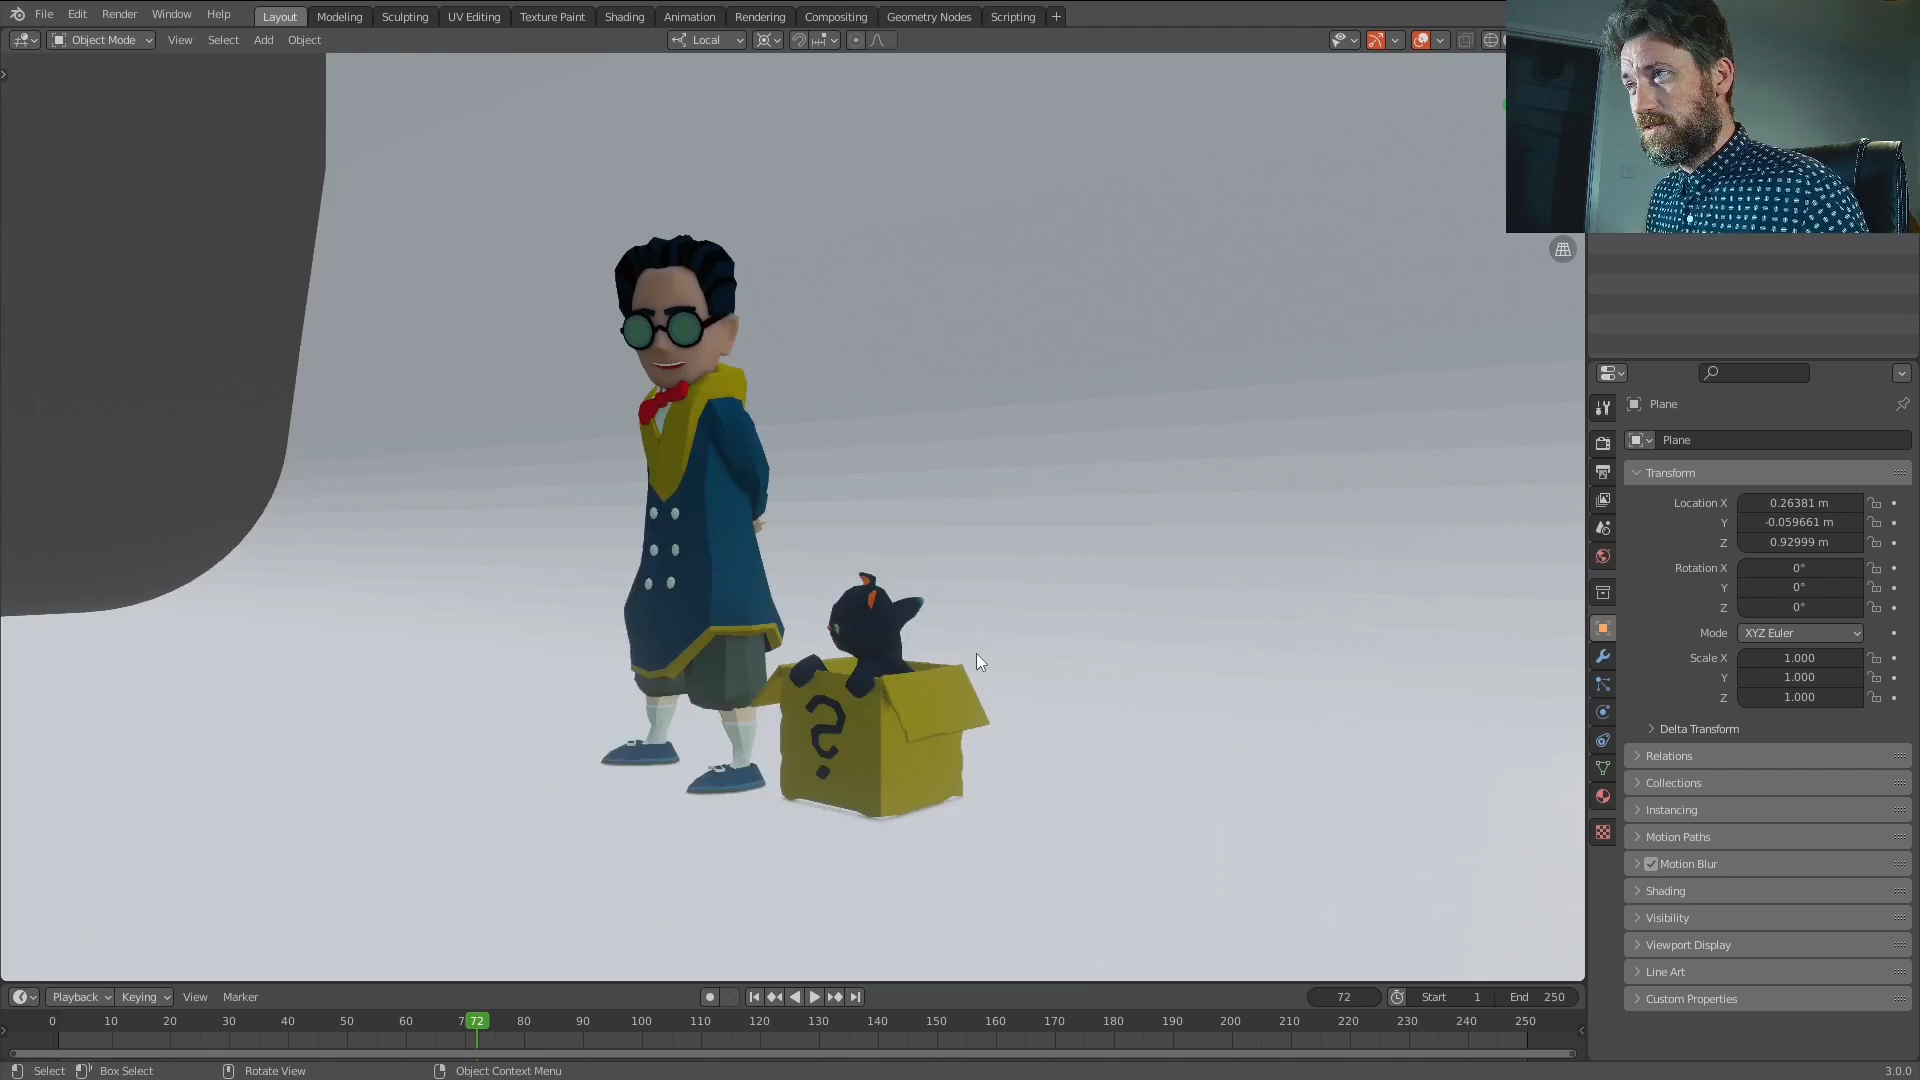 File Edit Render Window Help Layout Modeling Sculpting UV Editing Texture Paint Shading Animation Rendering Compositing Geometry Nodes Scripting +
Object Mode View Select Add Object Local
Plane
Plane
Transform
Location X 0.26381 m
Y -0.059661 m
Z 0.92999 m
Rotation X 0°
Y 0°
Z 0°
Mode XYZ Euler
Scale X 1.000
Y 1.000
Z 1.000
Delta Transform
Relations
Collections
Instancing
Motion Paths
Motion Blur
Shading
Visibility
Viewport Display
Line Art
Custom Properties
?
Playback Keying View Marker 72 Start 1 End 250
0 10 20 30 40 50 60 7 72 80 90 100 110 120 130 140 150 160 170 180 190 200 210 220 230 240 250
Select Box Select Rotate View Object Context Menu 3.0.0